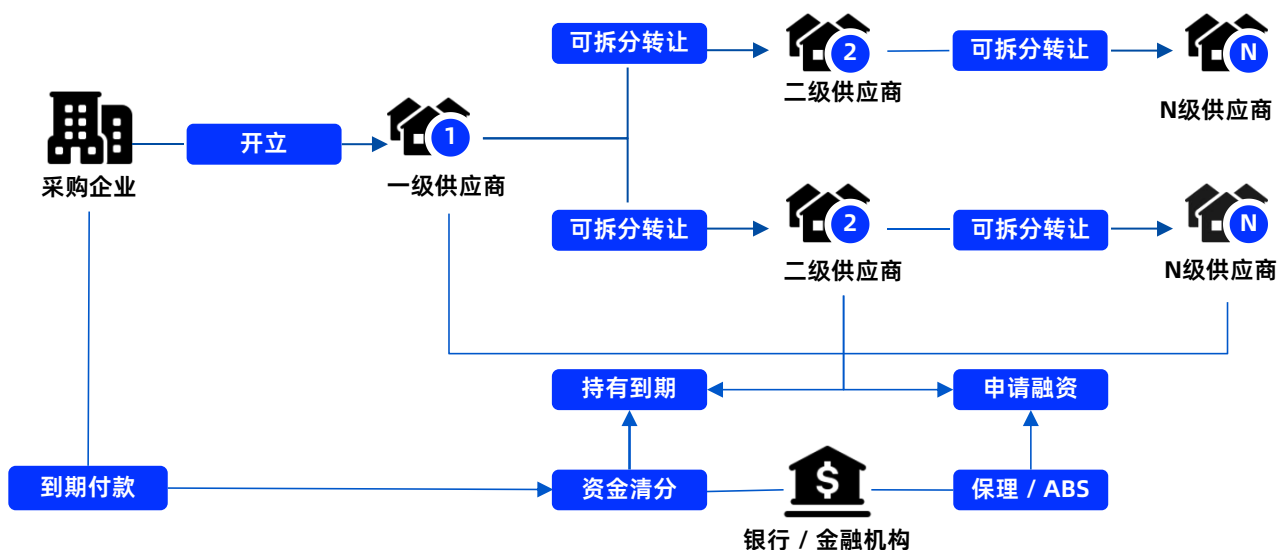 可拆分转让
2
可拆分转让
N
二级供应商
N级供应商
开立
1
采购企业
一级供应商
可拆分转让
2
可拆分转让
N
二级供应商
N级供应商
持有到期
申请融资
到期付款
资金清分
$
保理 / ABS
银行 / 金融机构